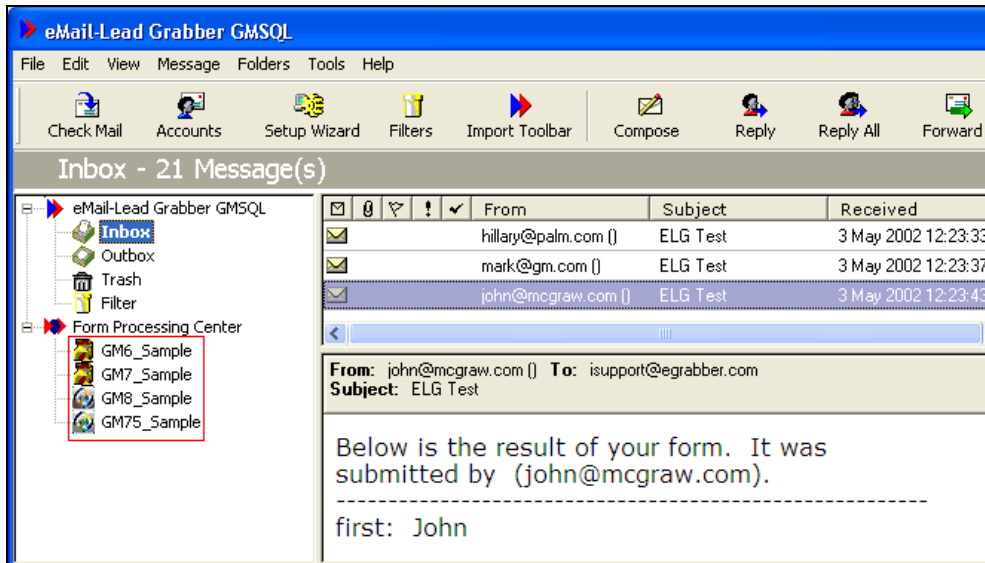 eMail-Lead Grabber GMSQL
File Edit View Message Folders Tools Help
Check Mail Accounts Setup Wizard Filters Import Toolbar Compose Reply Reply All Forward
Inbox - 21 Message(s)
eMail-Lead Grabber GMSQL
Inbox
Outbox
Trash
Filter
Form Processing Center
GM6_Sample
GM7_Sample
GM8_Sample
GM75_Sample
From Subject Received
hillary@palm.com () ELG Test 3 May 2002 12:23:33
mark@gm.com () ELG Test 3 May 2002 12:23:37
john@mcgraw.com () ELG Test 3 May 2002 12:23:43
From: john@mcgraw.com () To: isupport@egrabber.com
Subject: ELG Test
Below is the result of your form. It was
submitted by (john@mcgraw.com).
---------------------------------------------------------
first: John